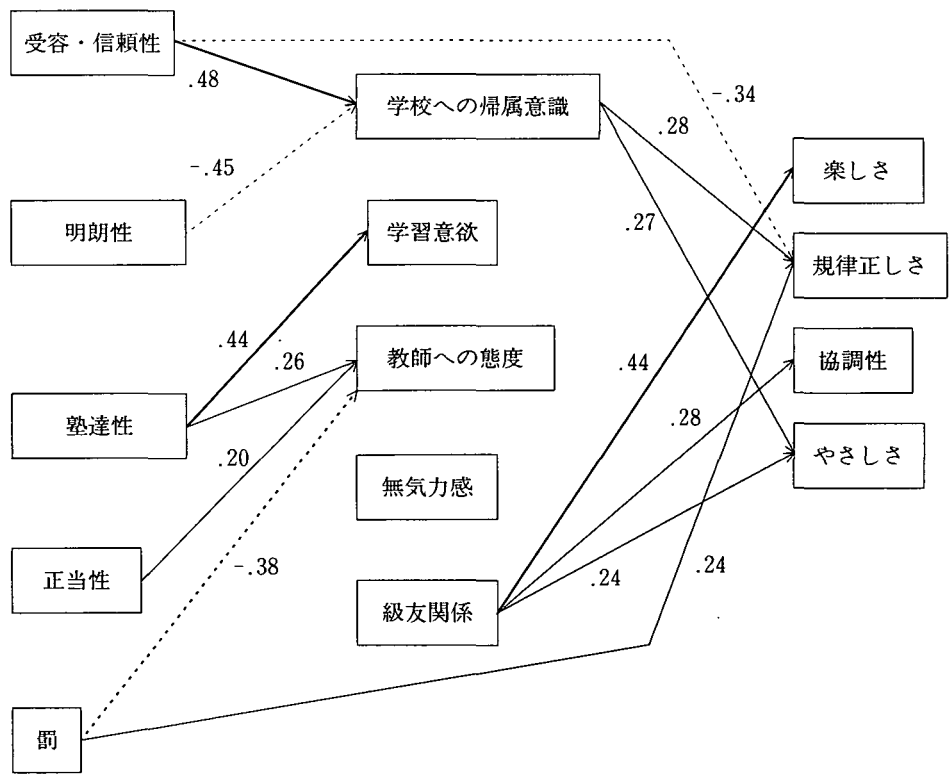 受容・信頼性
.48
学校への帰属意識
-.34
.28
-.45
楽しさ
明朗性
学習意欲
.27
規律正しさ
.44
.26
教師への態度
.44
協調性
塾達性
.20
.28
やさしさ
無気力感
正当性
-.38
.24
.24
級友関係
罰